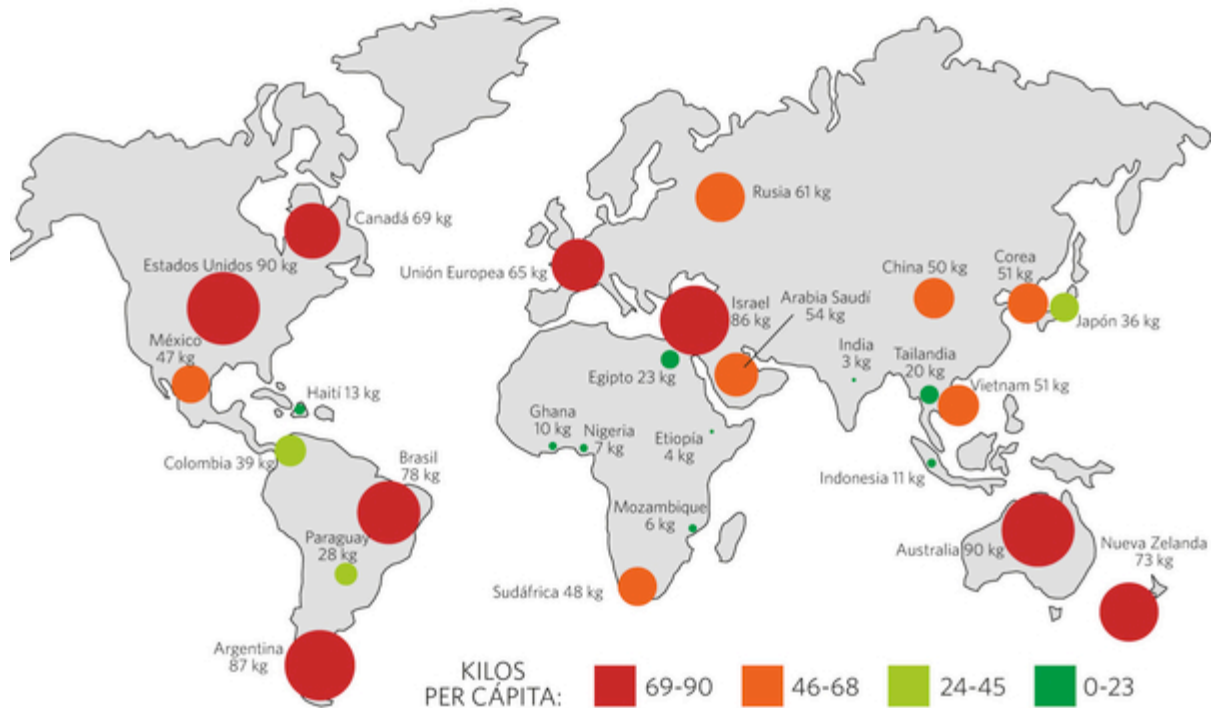 Canadá 69 kg
Estados Unidos 90 kg
México
47 kg
Haití 13 kg
Colombia 39 kg
Brasil
78 kg
Paraguay
28 kg
Argentina
87 kg
Unión Europea 65 kg
Rusia 61 kg
Israel
86 kg
Arabia Saudí
54 kg
Egipto 23 kg
Ghana
10 kg
Nigeria
7 kg
Etiopía
4 kg
Mozambique
6 kg
Sudáfrica 48 kg
China 50 kg
Corea
51 kg
Japón 36 kg
India
3 kg
Tailandia
20 kg
Vietnam 51 kg
Indonesia 11 kg
Australia 90 kg
Nueva Zelanda
73 kg
KILOS
PER CÁPITA:
69-90
46-68
24-45
0-23